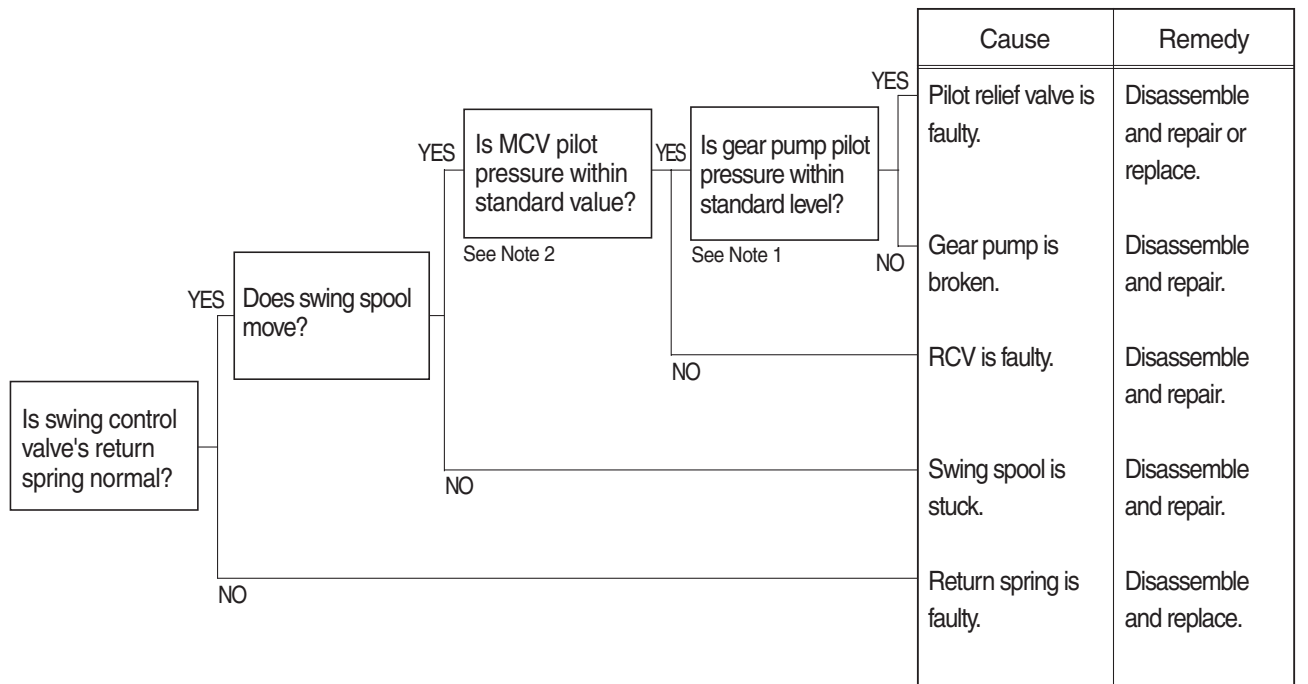 Cause
Remedy
YES
Pilot relief valve is
faulty.
Disassemble
and repair or
replace.
YES
Is MCV pilot
pressure within
standard value?
See Note 2
YES
Is gear pump pilot
pressure within
standard level?
See Note 1
NO
Gear pump is
broken.
Disassemble
and repair.
YES
Does swing spool
move?
NO
RCV is faulty.
Disassemble
and repair.
Is swing control
valve's return
spring normal?
NO
Swing spool is
stuck.
Disassemble
and repair.
NO
Return spring is
faulty.
Disassemble
and replace.